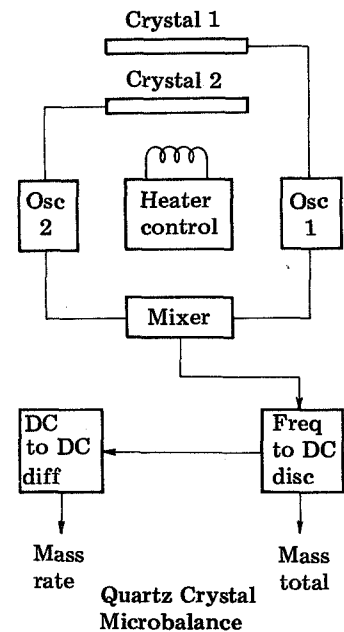 Crystal 1
Crystal 2
Osc
2
Heater
control
Osc
1
Mixer
DC
to DC
diff
Freq
to DC
disc
Mass
rate
Mass
total
Quartz Crystal
Microbalance